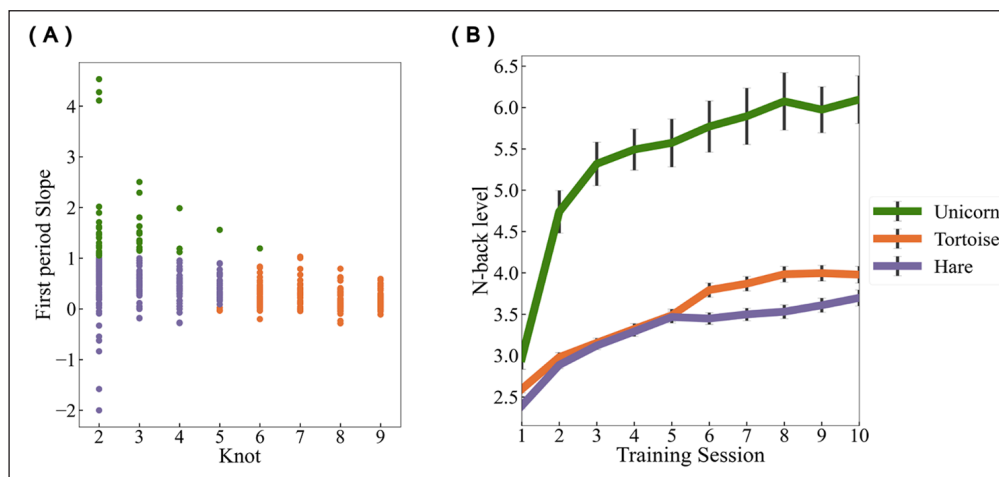 ( A )
4
3
2
1
0
−1
−2
First period Slope
2 3 4 5 6 7 8 9
Knot
( B )
6.5
6.0
5.5
5.0
4.5
4.0
3.5
3.0
2.5
N-back level
1 2 3 4 5 6 7 8 9 10
Training Session
Unicorn
Tortoise
Hare